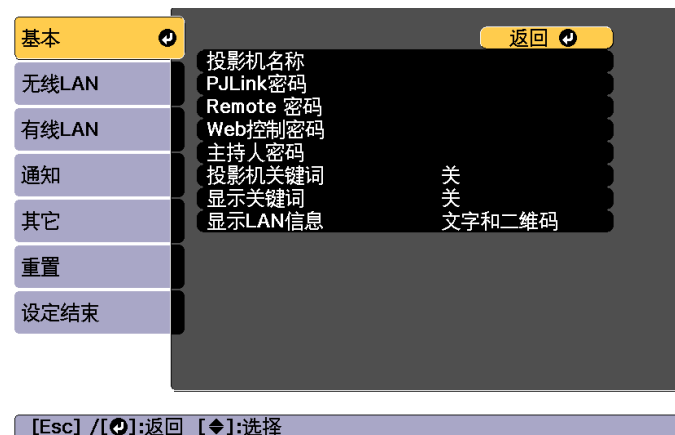 基本
无线LAN
有线LAN
通知
其它
重置
设定结束
返回
投影机名称
PJLink密码
Remote 密码
Web控制密码
主持人密码
投影机关键词 关
显示关键词 关
显示LAN信息 文字和二维码
[Esc] /[⏎]:返回 [◆]:选择